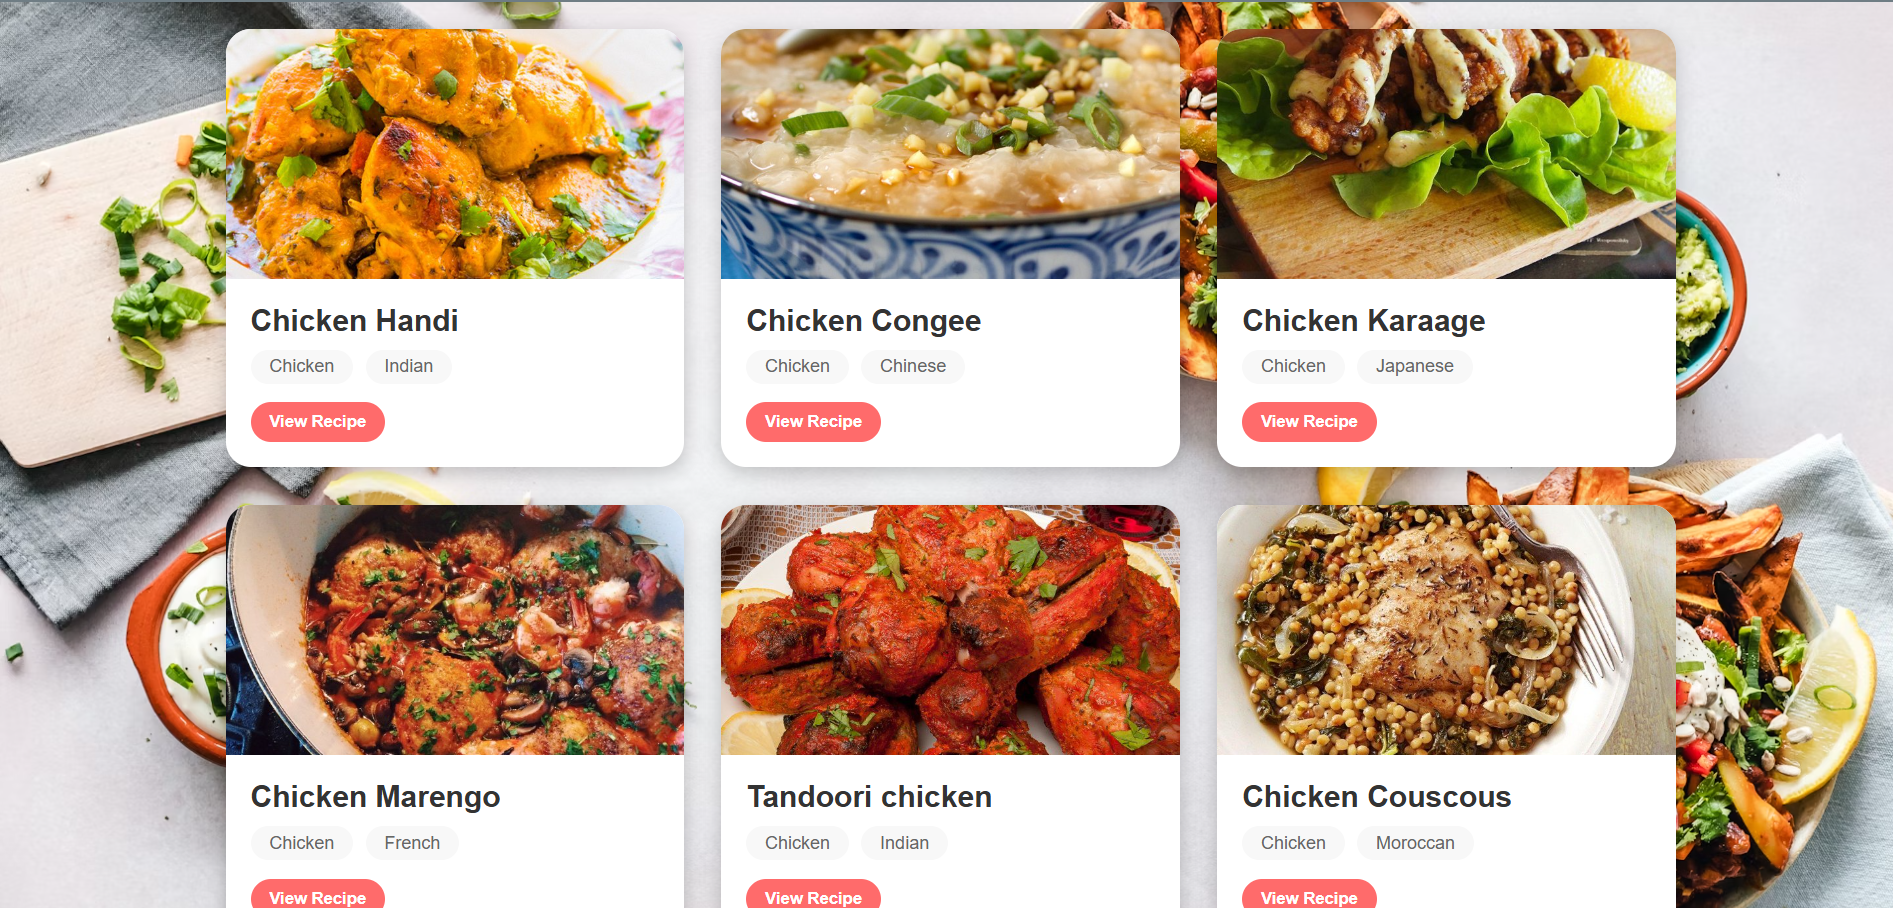 Chicken Handi
Chicken Indian
View Recipe
Chicken Congee
Chicken Chinese
View Recipe
Chicken Karaage
Chicken Japanese
View Recipe
Chicken Marengo
Chicken French
View Recipe
Tandoori chicken
Chicken Indian
View Recipe
Chicken Couscous
Chicken Moroccan
View Recipe